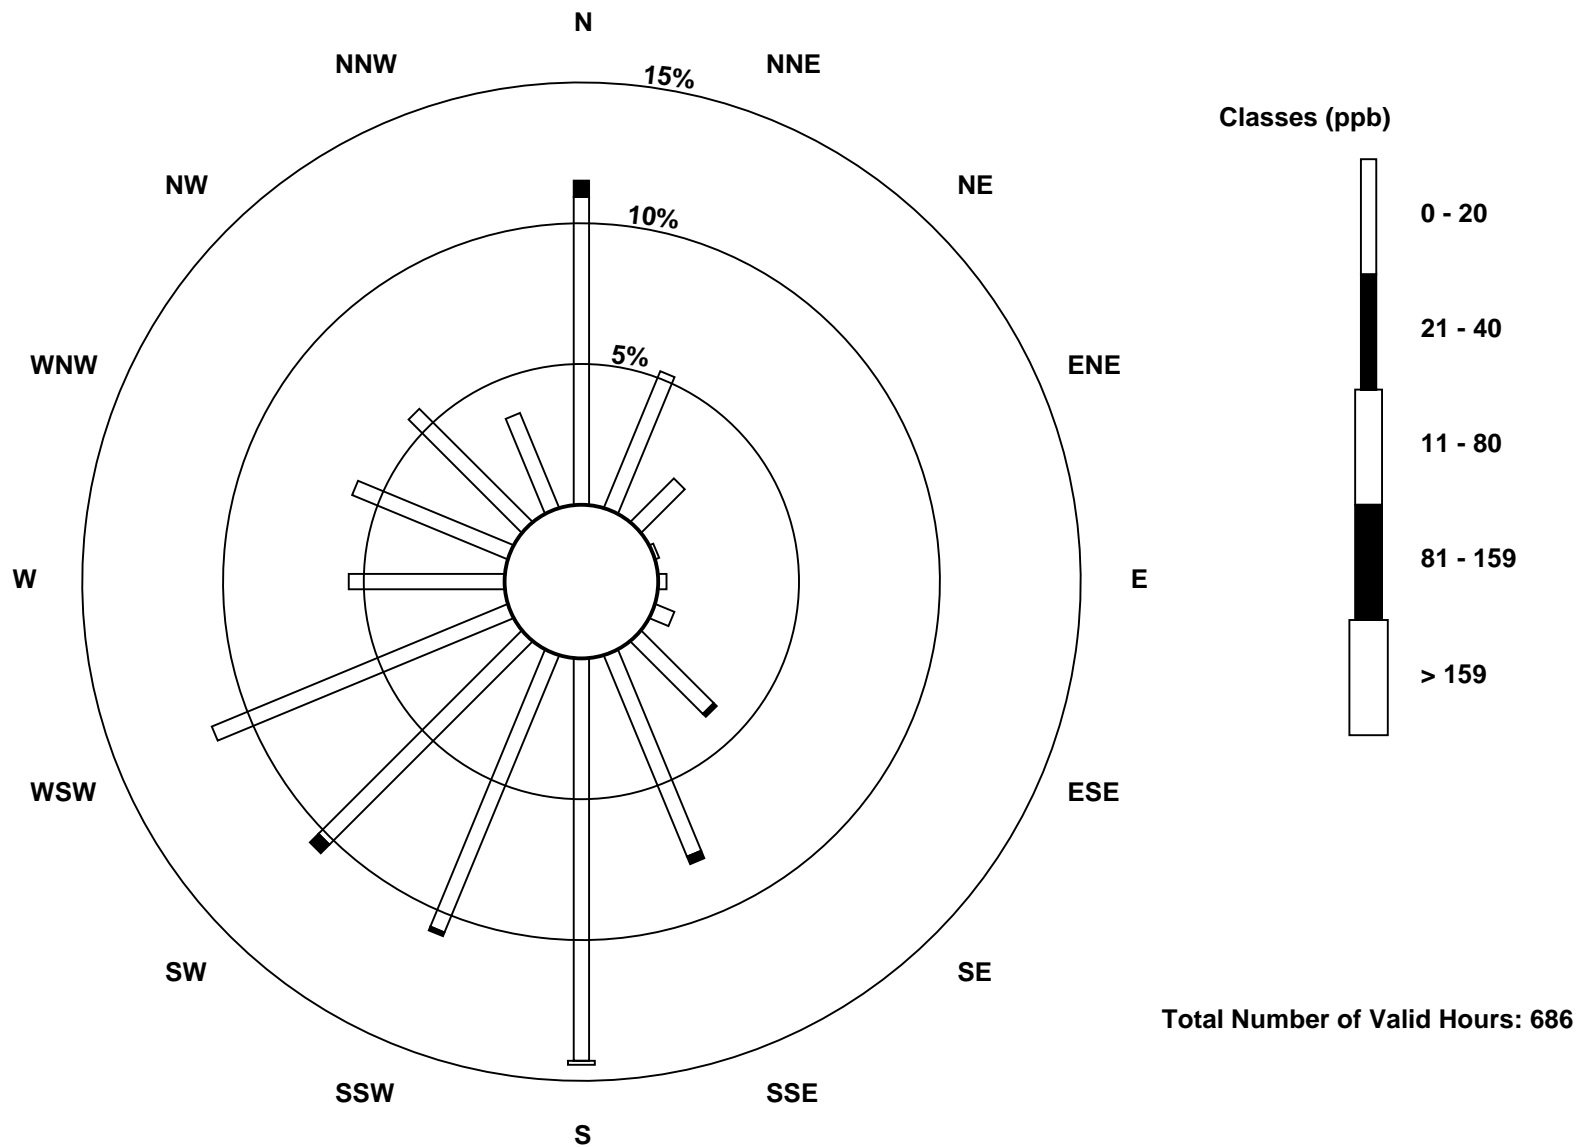 N
NNW
NNE
15%
Classes (ppb)
NW
NE
0 - 20
10%
21 - 40
5%
WNW
ENE
11 - 80
81 - 159
W
E
> 159
WSW
ESE
SW
SE
Total Number of Valid Hours: 686
SSW
SSE
S